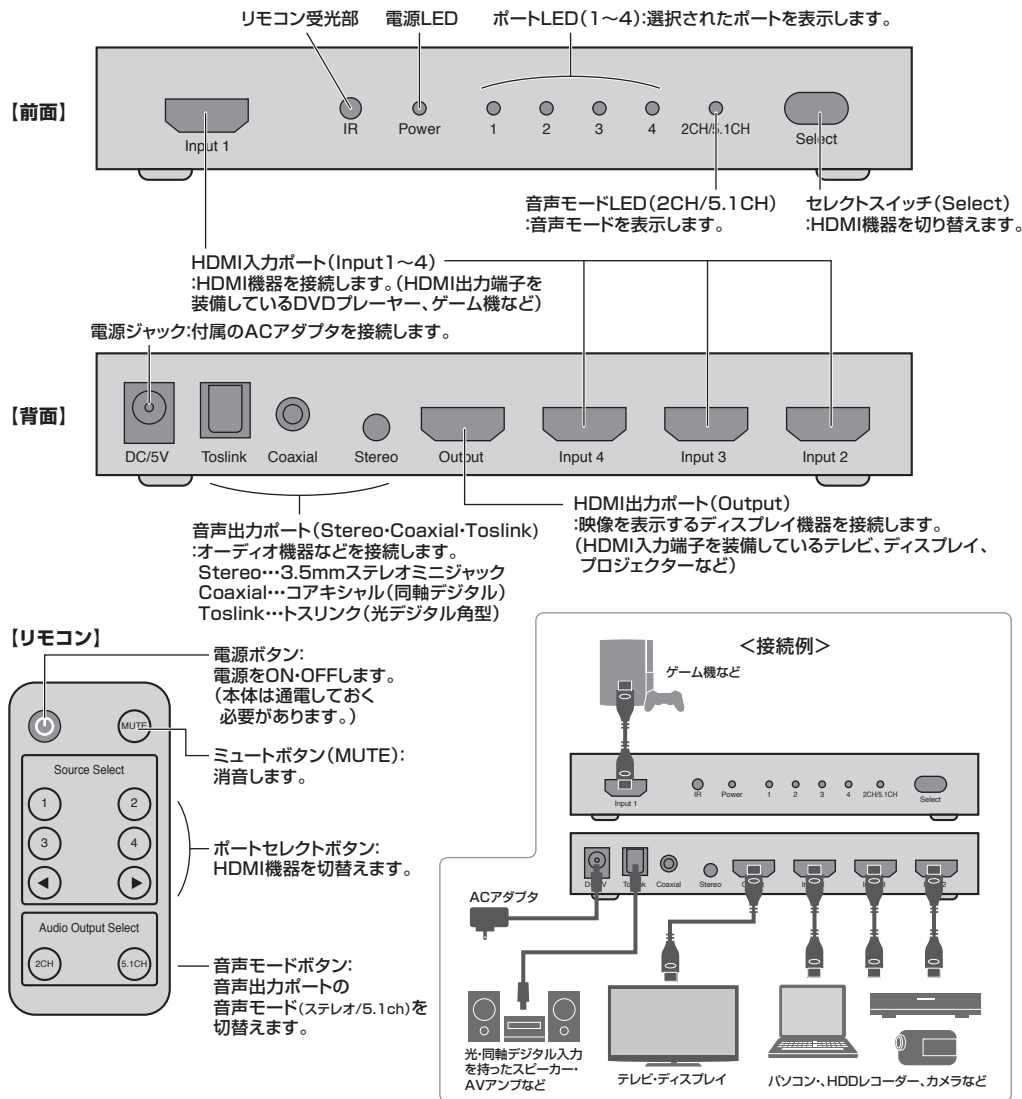 リモコン受光部 電源LED ポートLED(1〜4):選択されたポートを表示します。
【前面】
Input 1 IR Power 1 2 3 4 2CH/5.1CH Select
音声モードLED(2CH/5.1CH)
:音声モードを表示します。
セレクトスイッチ(Select)
:HDMI機器を切り替えます。
HDMI入力ポート(Input1〜4)
:HDMI機器を接続します。(HDMI出力端子を
装備しているDVDプレーヤー、ゲーム機など)
電源ジャック:付属のACアダプタを接続します。
【背面】
DC/5V Toslink Coaxial Stereo Output Input 4 Input 3 Input 2
HDMI出力ポート(Output)
:映像を表示するディスプレイ機器を接続します。
(HDMI入力端子を装備しているテレビ、ディスプレイ、
プロジェクターなど)
音声出力ポート(Stereo・Coaxial・Toslink)
:オーディオ機器などを接続します。
Stereo…3.5mmステレオミニジャック
Coaxial…コアキシャル(同軸デジタル)
Toslink…トスリンク(光デジタル角型)
【リモコン】
電源ボタン:
電源をON・OFFします。
(本体は通電しておく
必要があります。)
MUTE
ミュートボタン(MUTE):
消音します。
Source Select
1 2
3 4
ポートセレクトボタン:
HDMI機器を切替えます。
Audio Output Select
2CH 5.1CH
音声モードボタン:
音声出力ポートの
音声モード(ステレオ/5.1ch)を
切替えます。
<接続例>
ゲーム機など
Input 1 IR Power 1 2 3 4 2CH/5.1CH Select
Coaxial Stereo
ACアダプタ
光・同軸デジタル入力
を持ったスピーカー・
AVアンプなど
テレビ・ディスプレイ
パソコン・、HDDレコーダー、カメラなど